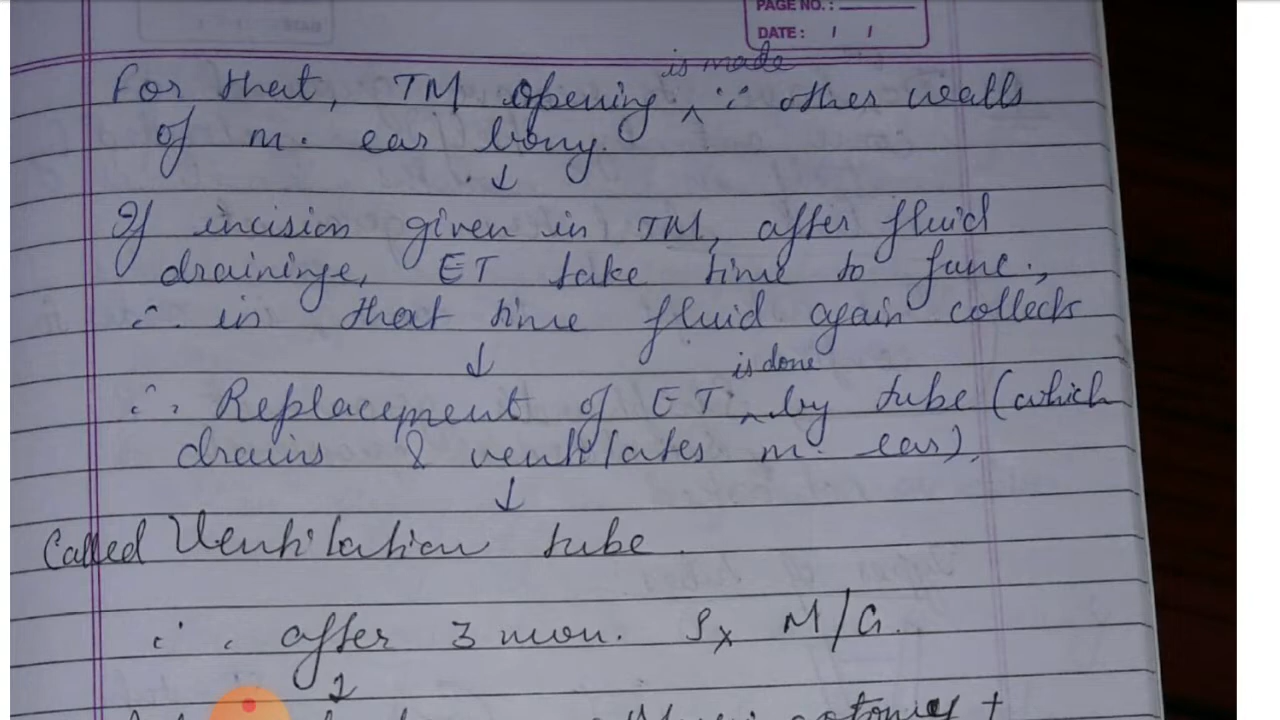 PAGE NO.:
DATE: / /
For that, TM opening is made ∵ other walls
of m. ear bony.
↓
If incision given in TM, after fluid
draininge, ET take time to func.,
∴ in that time fluid again collects
↓
∴ Replacement of ET is done by tube (which
drains & ventilates m. ear).
↓
Called Ventilation tube.
∴ after 3 mon. Sx M/G.
↓